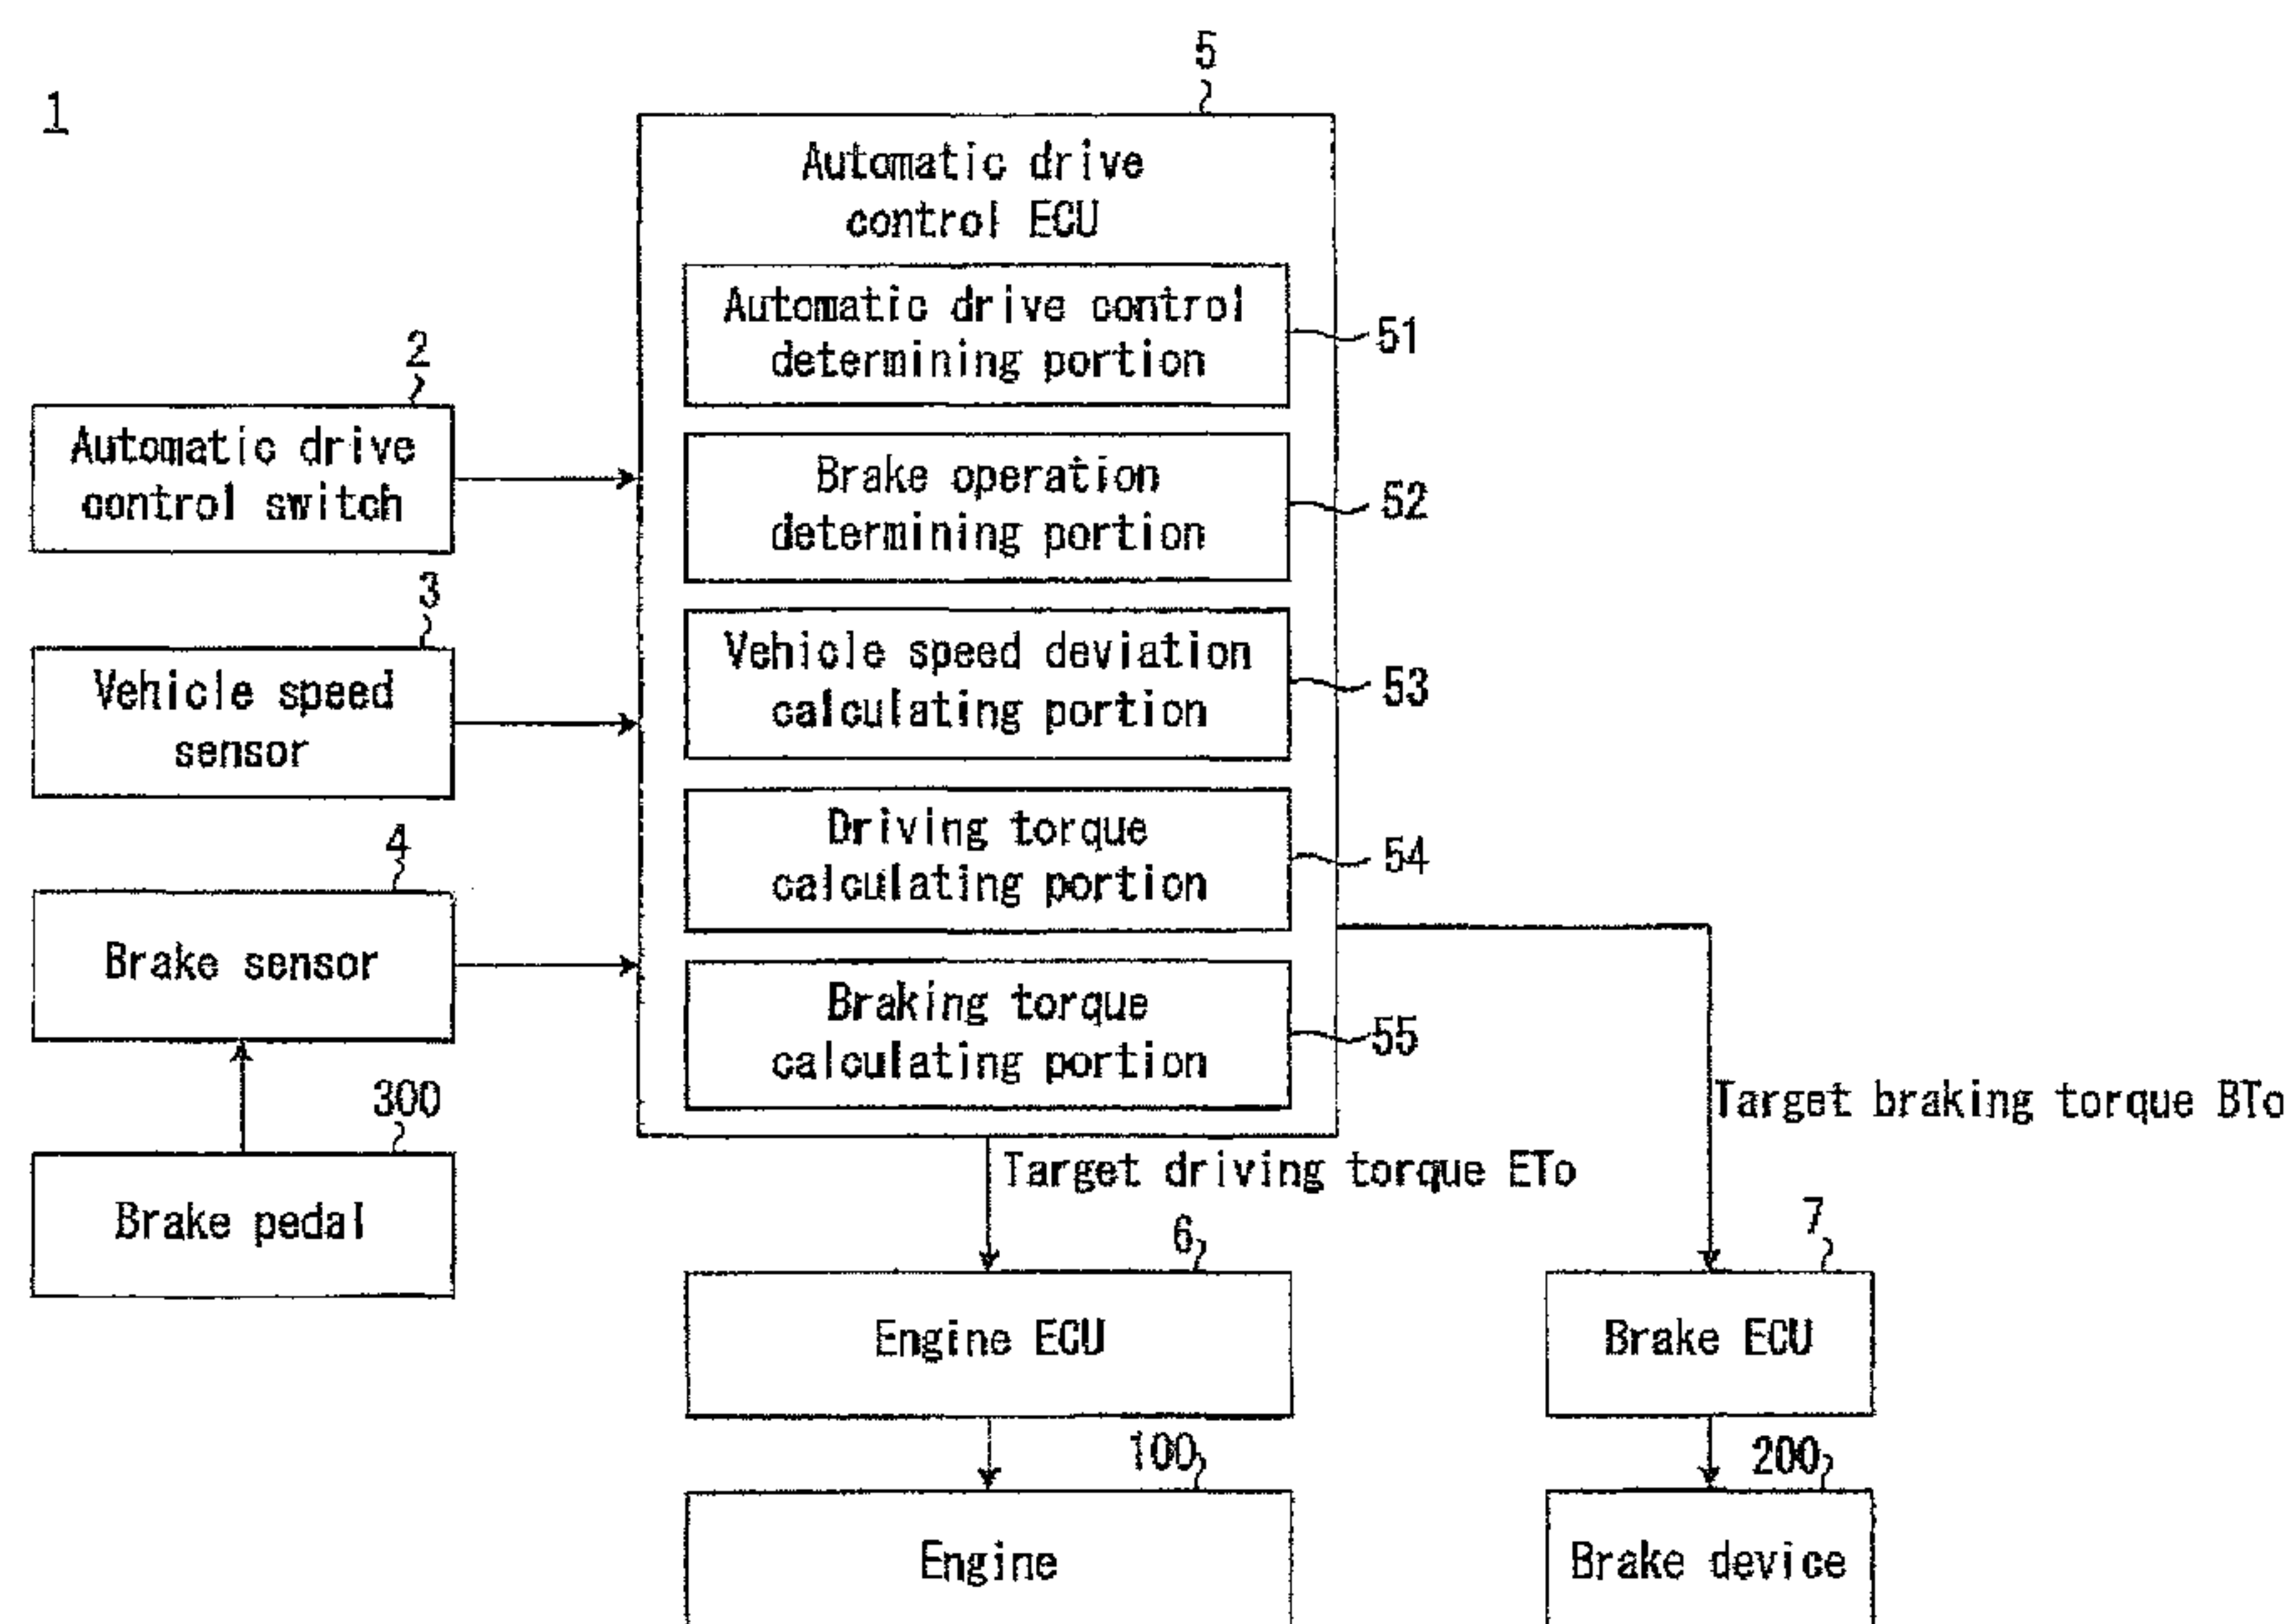 1
5
Automatic drive
control ECU
Automatic drive control
determining portion
51
2
Automatic drive
control switch
Brake operation
determining portion
52
3
Vehicle speed
sensor
Vehicle speed deviation
calculating portion
53
4
Brake sensor
Driving torque
calculating portion
54
Braking torque
calculating portion
55
300
Brake pedal
Target braking torque BTo
Target driving torque ETo
6
Engine ECU
7
Brake ECU
100
Engine
200
Brake device